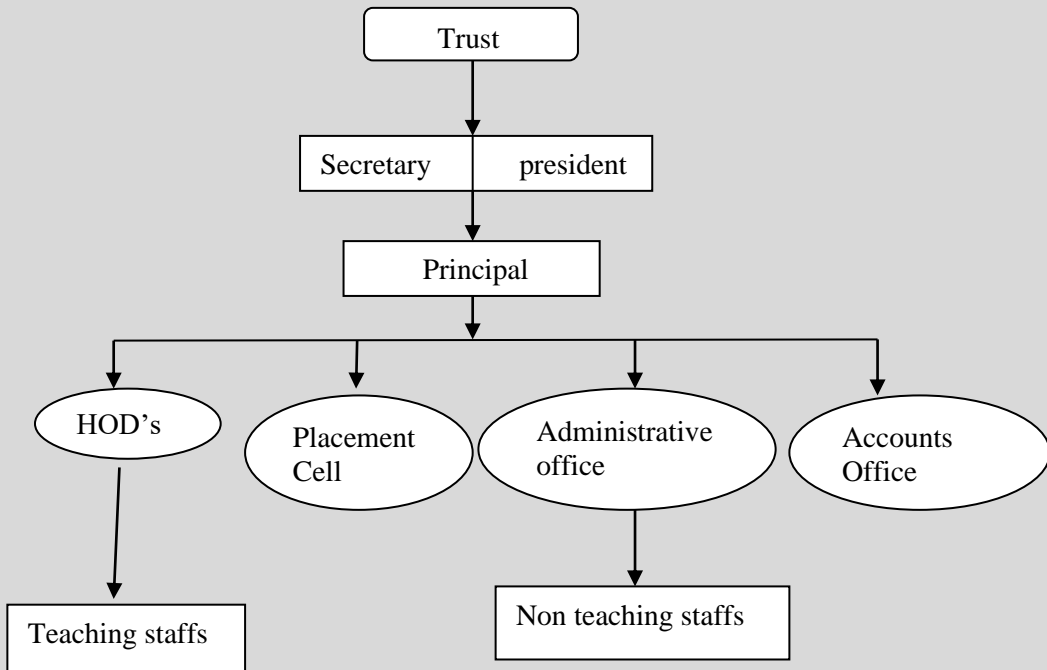 Trust
Secretary president
Principal
HOD's
Placement
Cell
Administrative
office
Accounts
Office
Teaching staffs
Non teaching staffs